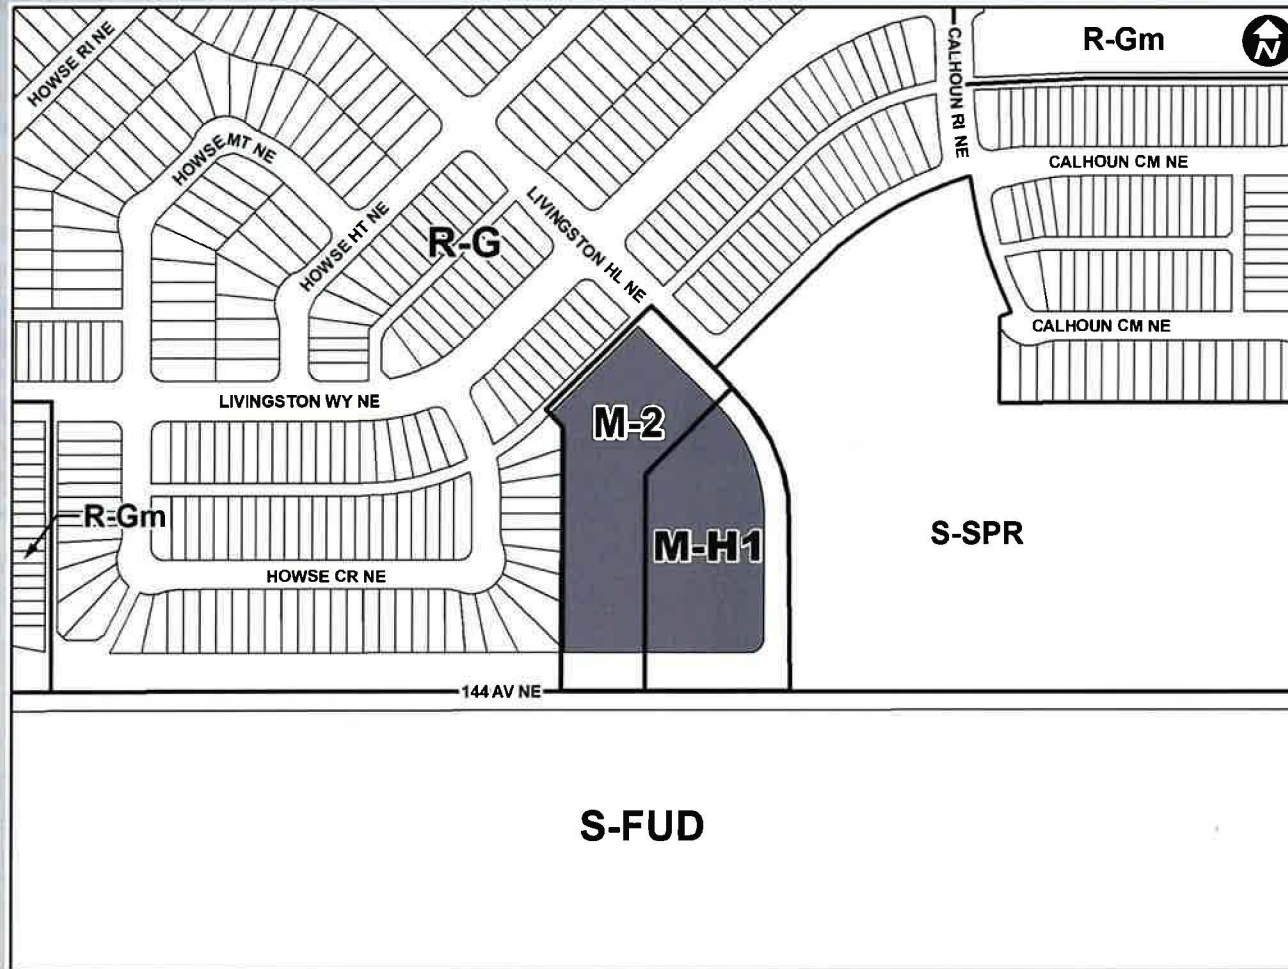 R-Gm
N
HOWSE RI NE
CALHOUN RI NE
HOWSE MT NE
CALHOUN CM NE
HOWSE HT NE
R-G
LIVINGSTON HL NE
CALHOUN CM NE
LIVINGSTON WY NE
M-2
R-Gm
M-H1
S-SPR
HOWSE CR NE
144 AV NE
S-FUD